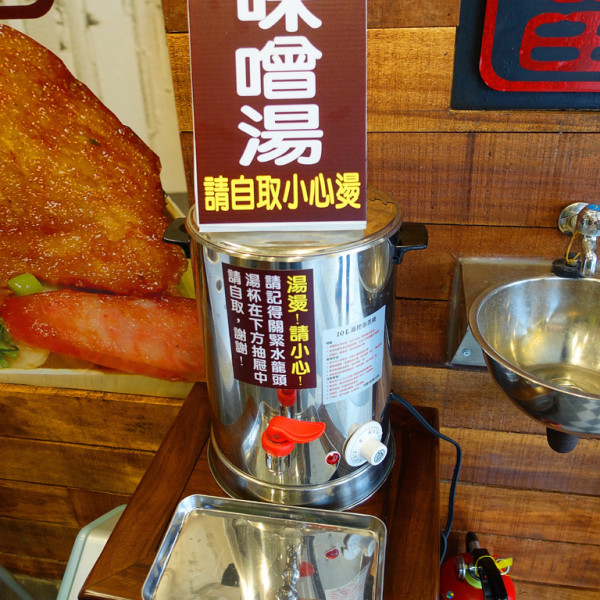 味噌湯
請自取小心燙
湯燙！請小心！
請記得關緊水龍頭
湯杯在下方抽屜中
請自取，謝謝！